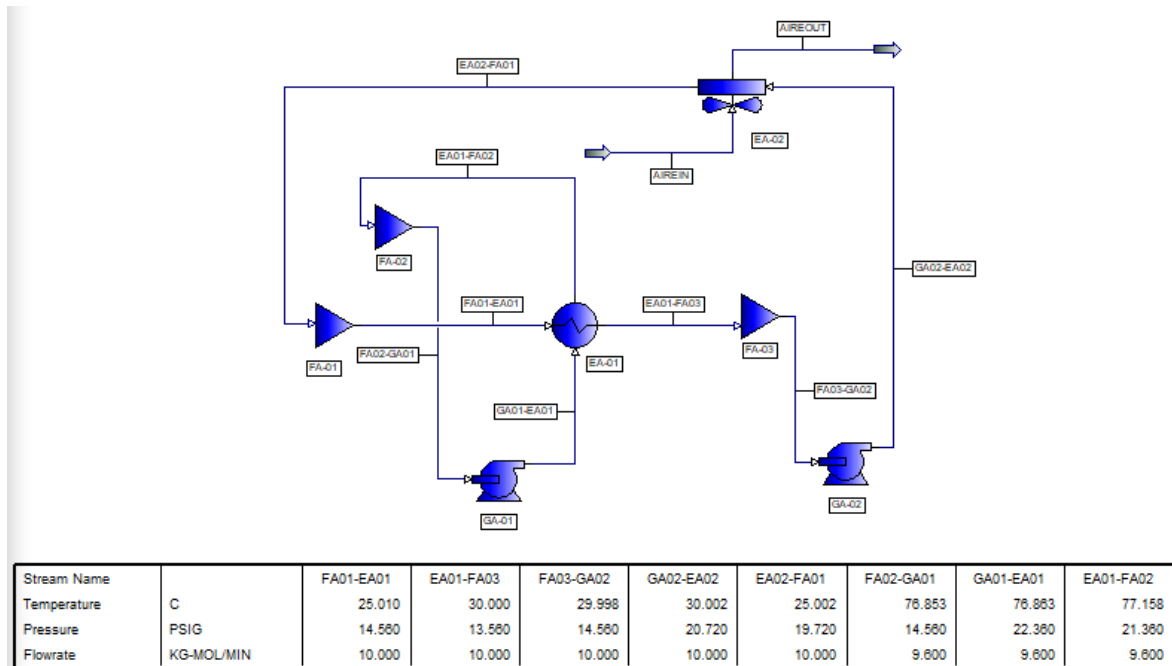 AIREOUT
EA02-FA01
EA-02
EA01-FA02
AIREIN
FA-02
GA02-EA02
FA01-EA01
EA01-FA03
FA-01
FA02-GA01
EA-01
FA-03
FA03-GA02
GA01-EA01
GA-01
GA-02
Stream Name FA01-EA01 EA01-FA03 FA03-GA02 GA02-EA02 EA02-FA01 FA02-GA01 GA01-EA01 EA01-FA02
Temperature C 25.010 30.000 29.998 30.002 25.002 76.853 76.863 77.158
Pressure PSIG 14.560 13.560 14.560 20.720 19.720 14.560 22.360 21.360
Flowrate KG-MOL/MIN 10.000 10.000 10.000 10.000 10.000 9.600 9.600 9.600